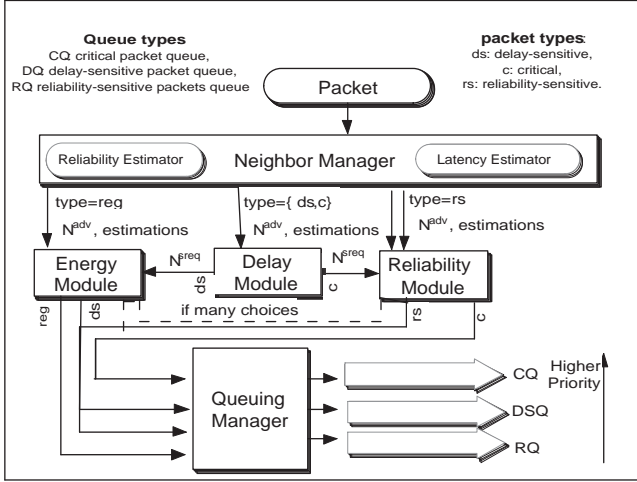 Queue types
CQ: critical packet queue,
DQ: delay-sensitive packet queue,
RQ: reliability-sensitive packets queue
packet types:
ds: delay-sensitive,
c: critical,
rs: reliability-sensitive.
Packet
Reliability Estimator
Neighbor Manager
Latency Estimator
type=reg
type={ ds,c}
type=rs
N^adv, estimations
N^adv, estimations
N^adv, estimations
Energy
Module
N^sreq
ds
Delay
Module
N^sreq
c
Reliability
Module
reg
ds
if many choices
rs
c
Queuing
Manager
CQ
DSQ
RQ
Higher
Priority